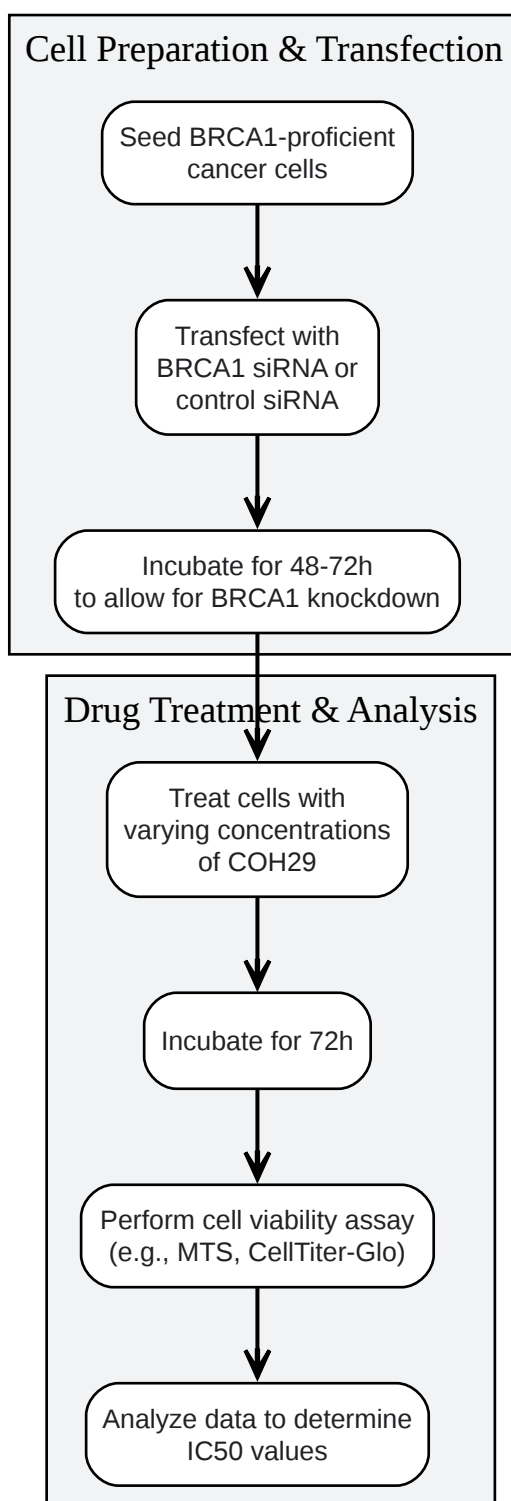 Cell Preparation & Transfection
Seed BRCA1-proficient
cancer cells
Transfect with
BRCA1 siRNA or
control siRNA
Incubate for 48-72h
to allow for BRCA1 knockdown
Drug Treatment & Analysis
Treat cells with
varying concentrations
of COH29
Incubate for 72h
Perform cell viability assay
(e.g., MTS, CellTiter-Glo)
Analyze data to determine
IC50 values